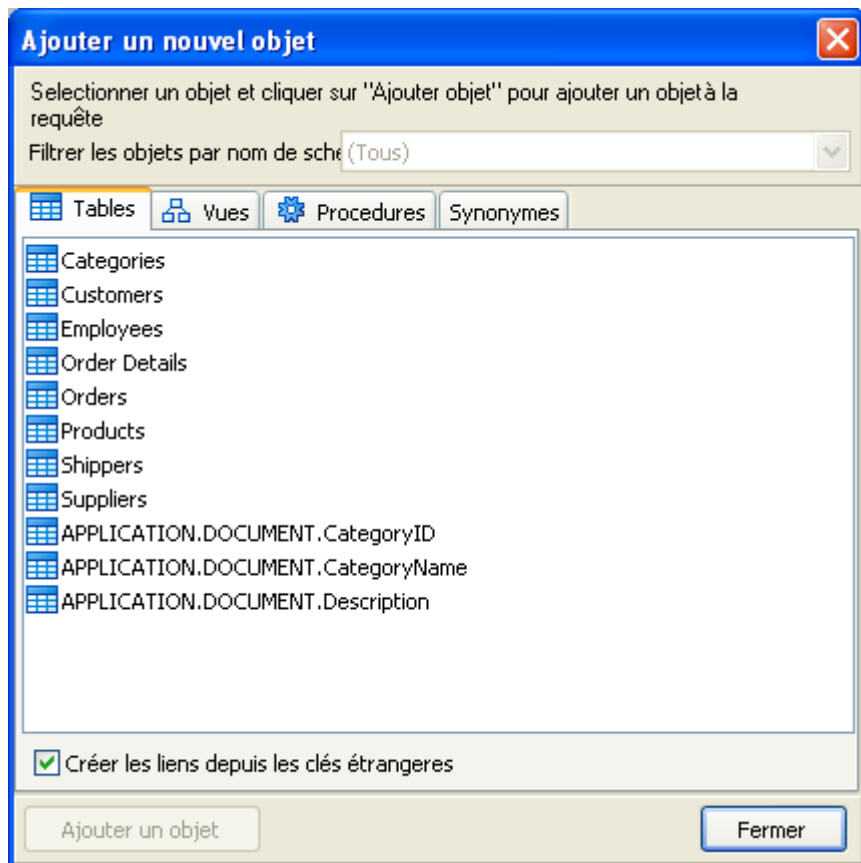 Ajouter un nouvel objet
Selectionner un objet et cliquer sur "Ajouter objet" pour ajouter un objet à la
requête
Filtrer les objets par nom de sche (Tous)
Tables Vues Procedures Synonymes
Categories
Customers
Employees
Order Details
Orders
Products
Shippers
Suppliers
APPLICATION.DOCUMENT.CategoryID
APPLICATION.DOCUMENT.CategoryName
APPLICATION.DOCUMENT.Description
Créer les liens depuis les clés étrangeres
Ajouter un objet Fermer